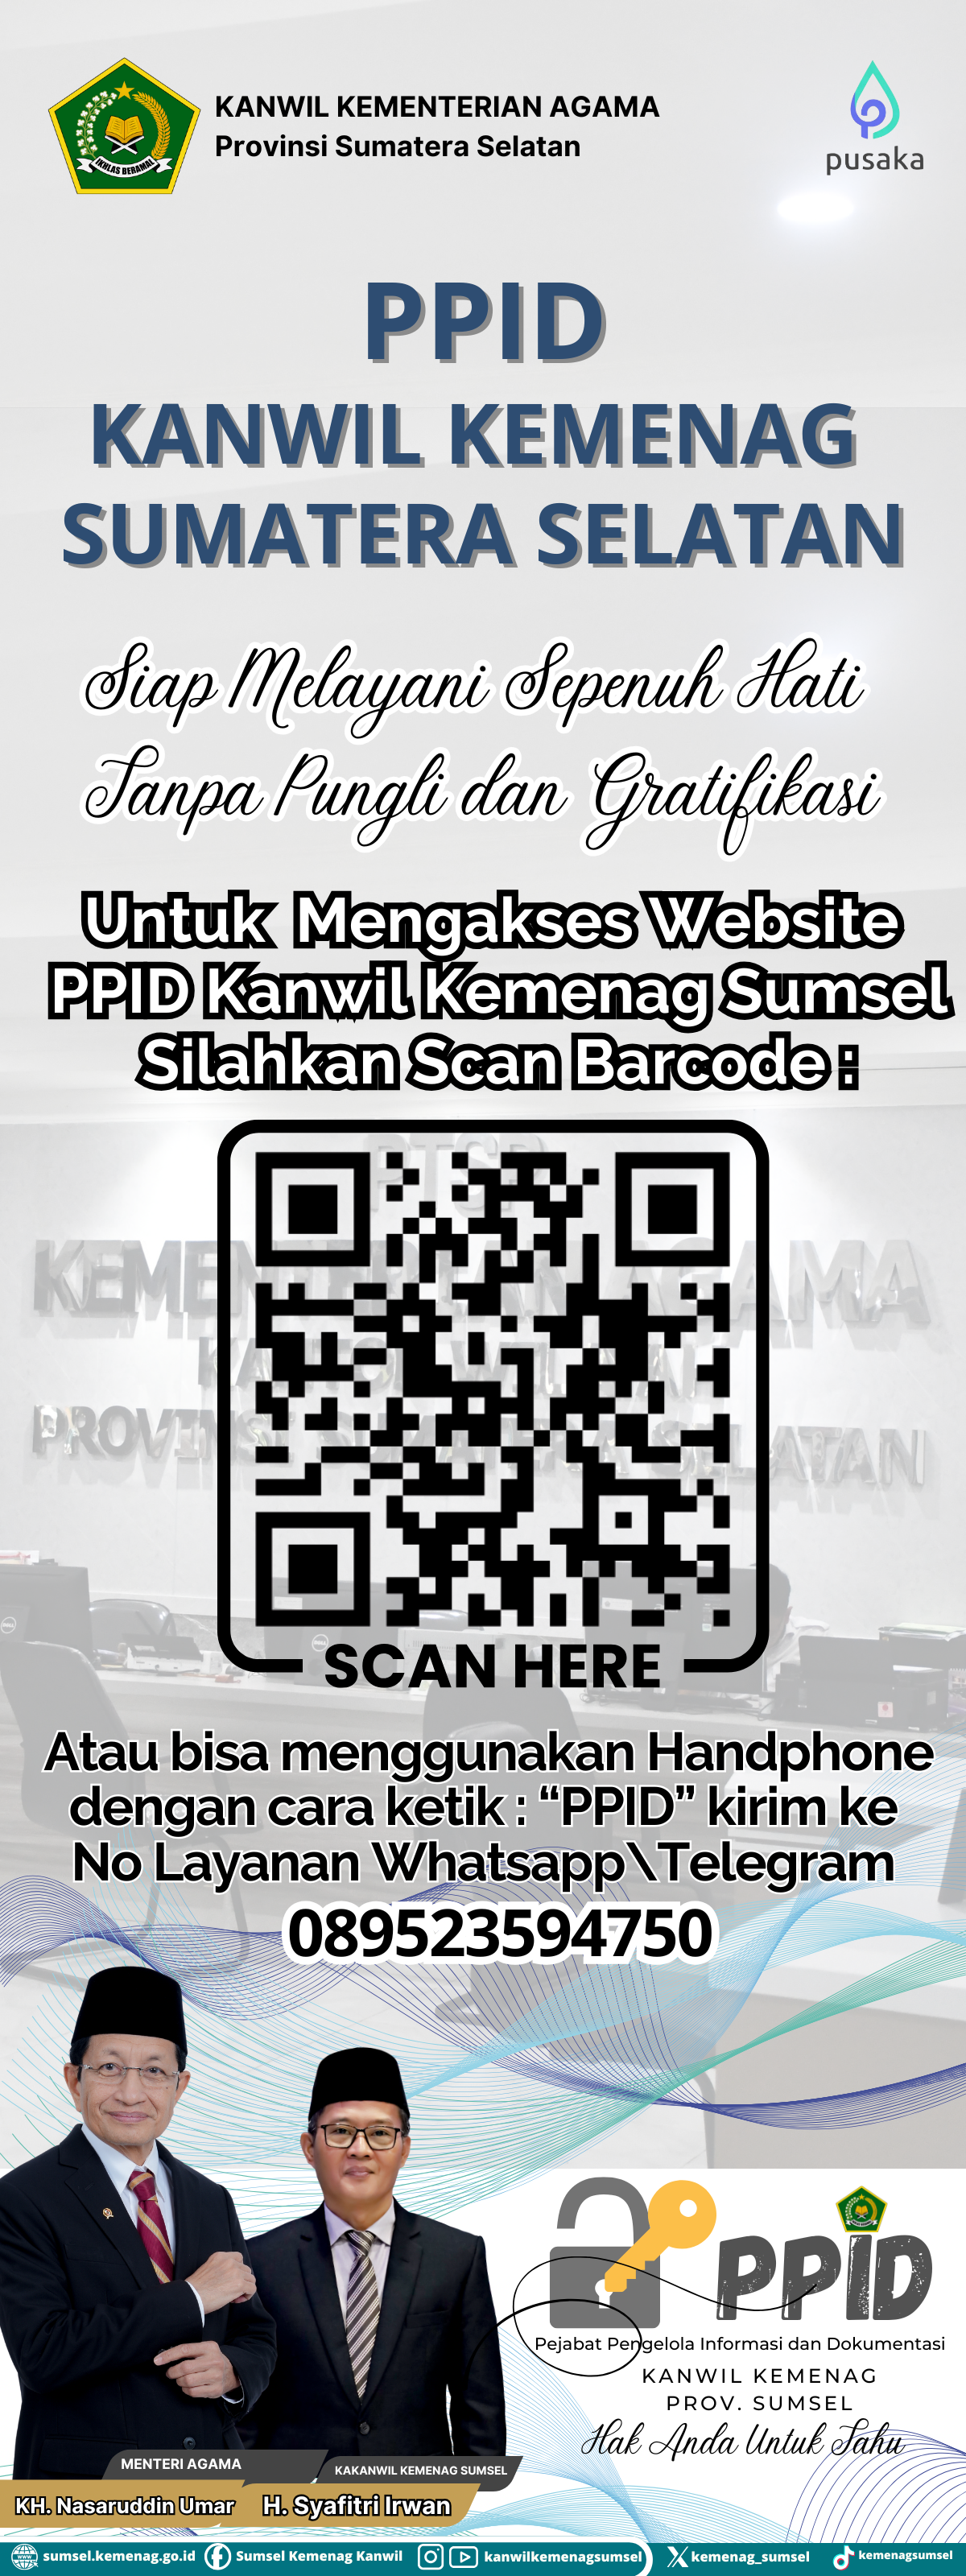 IKHLAS BERAMAL
KANWIL KEMENTERIAN AGAMA
Provinsi Sumatera Selatan
pusaka
PPID
KANWIL KEMENAG
SUMATERA SELATAN
Siap Melayani Sepenuh Hati
Tanpa Pungli dan Gratifikasi
Untuk Mengakses Website
PPID Kanwil Kemenag Sumsel
Silahkan Scan Barcode :
SCAN HERE
Atau bisa menggunakan Handphone
dengan cara ketik : “PPID” kirim ke
No Layanan Whatsapp\Telegram
089523594750
PPID
Pejabat Pengelola Informasi dan Dokumentasi
KANWIL KEMENAG
PROV. SUMSEL
Hak Anda Untuk Tahu
MENTERI AGAMA
KH. Nasaruddin Umar
KAKANWIL KEMENAG SUMSEL
H. Syafitri Irwan
sumsel.kemenag.go.id Sumsel Kemenag Kanwil kanwilkemenagsumsel kemenag_sumsel kemenagsumsel